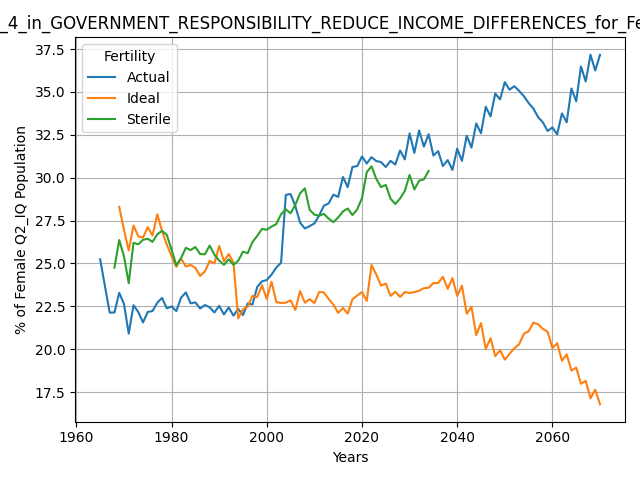 _4_in_GOVERNMENT_RESPONSIBILITY_REDUCE_INCOME_DIFFERENCES_for_Fe
Fertility
Actual
Ideal
Sterile
% of Female Q2_IQ Population
37.5
35.0
32.5
30.0
27.5
25.0
22.5
20.0
17.5
1960
1980
2000
2020
2040
2060
Years